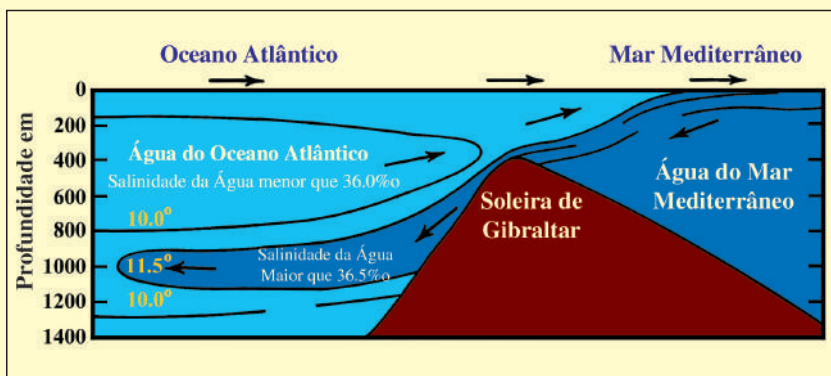 Oceano Atlântico
Mar Mediterrâneo
Profundidade em
0
200
400
600
800
1000
1200
1400
Água do Oceano Atlântico
Salinidade da Água menor que 36.0%o
10.0º
11.5º
10.0º
Salinidade da Água
Maior que 36.5%o
Soleira de
Gibraltar
Água do Mar
Mediterrâneo